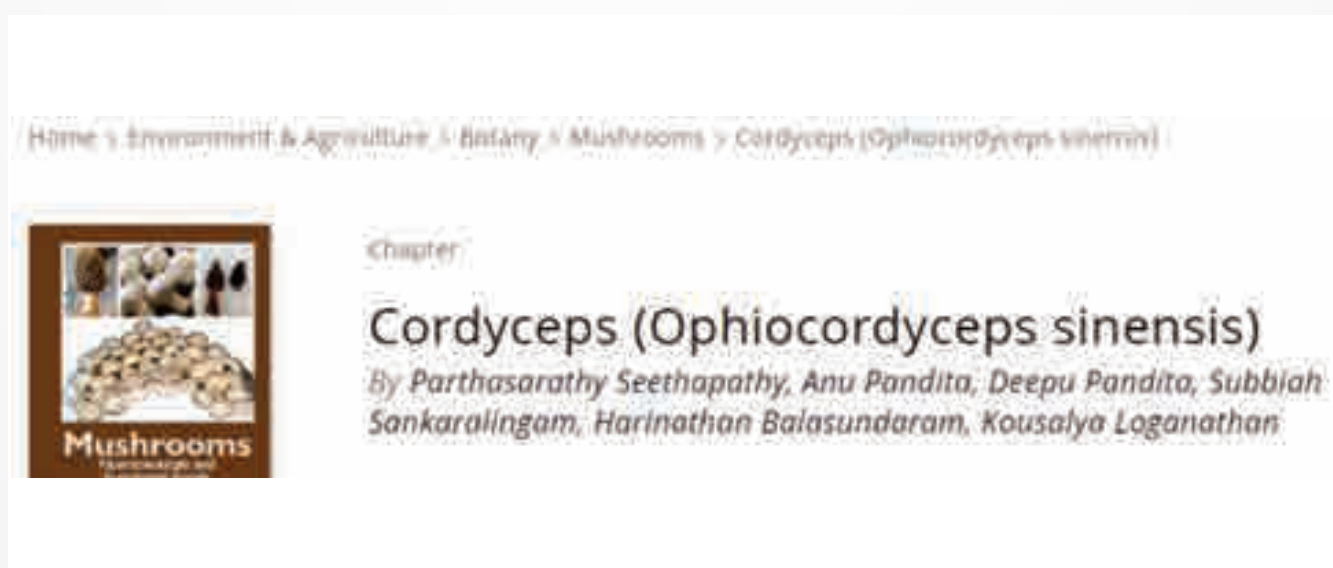 Home > Environment & Agriculture > Botany > Mushrooms > Cordyceps (Ophiocordyceps sinensis)
Chapter
Cordyceps (Ophiocordyceps sinensis)
By Parthasarathy Seethapathy, Anu Pandita, Deepu Pandita, Subbiah
Sankaralingam, Harinathan Balasundaram, Kousalya Loganathan
Mushrooms